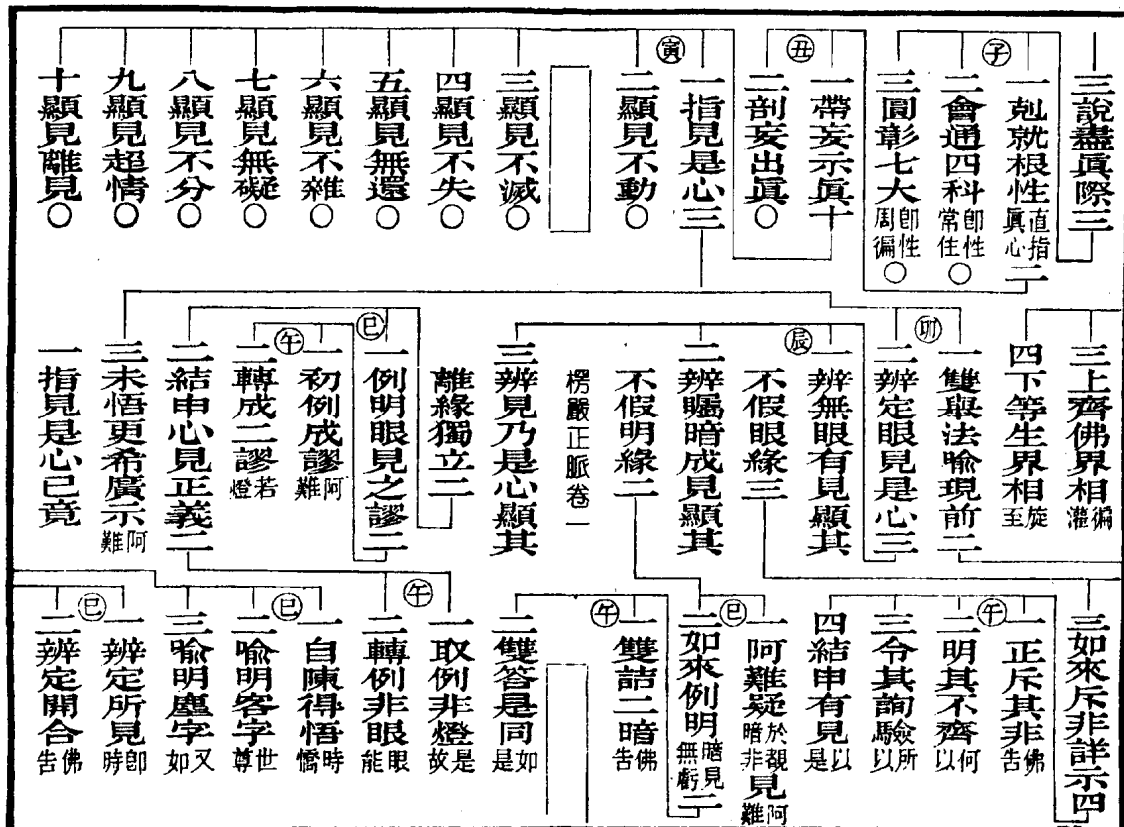 三說盡眞際三
子
一剋就根性直指眞心二
二會通四科卽性常住○
三圓彰七大卽性周徧○
丑
一帶妄示眞十
二剖妄出眞○
寅
一指見是心三
二顯見不動○
三顯見不滅○
四顯見不失○
五顯見無還○
六顯見不雜○
七顯見無礙○
八顯見不分○
九顯見超情○
十顯見離見○
三上齊佛界相徧灌
四下等生界相旋至
卯
一雙舉法喻現前二
二辨定眼見是心三
辰
一辨無眼有見顯其
不假眼緣三
二辨矚暗成見顯其
不假明緣二
楞嚴正脈卷一
三辨見乃是心顯其
離緣獨立二
巳
一例明眼見之謬二
午
一初例成謬阿難
二轉成二謬若燈
二結申心見正義二
三未悟更希廣示阿難
一指見是心已竟
三如來斥非詳示四
午
一正斥其非佛告
二明其不齊何以
三令其詢驗所以
四結申有見以是
巳
一阿難疑於覩暗非見阿難
二如來例明暗見無虧二
午
一雙詰二暗佛告
二雙答是同如是
午
一取例非燈是故
二轉例非眼眼能
一自陳得悟時憍
巳
二喻明客字世尊
三喻明塵字又如
巳
一辨定所見卽時
二辨定開合佛告